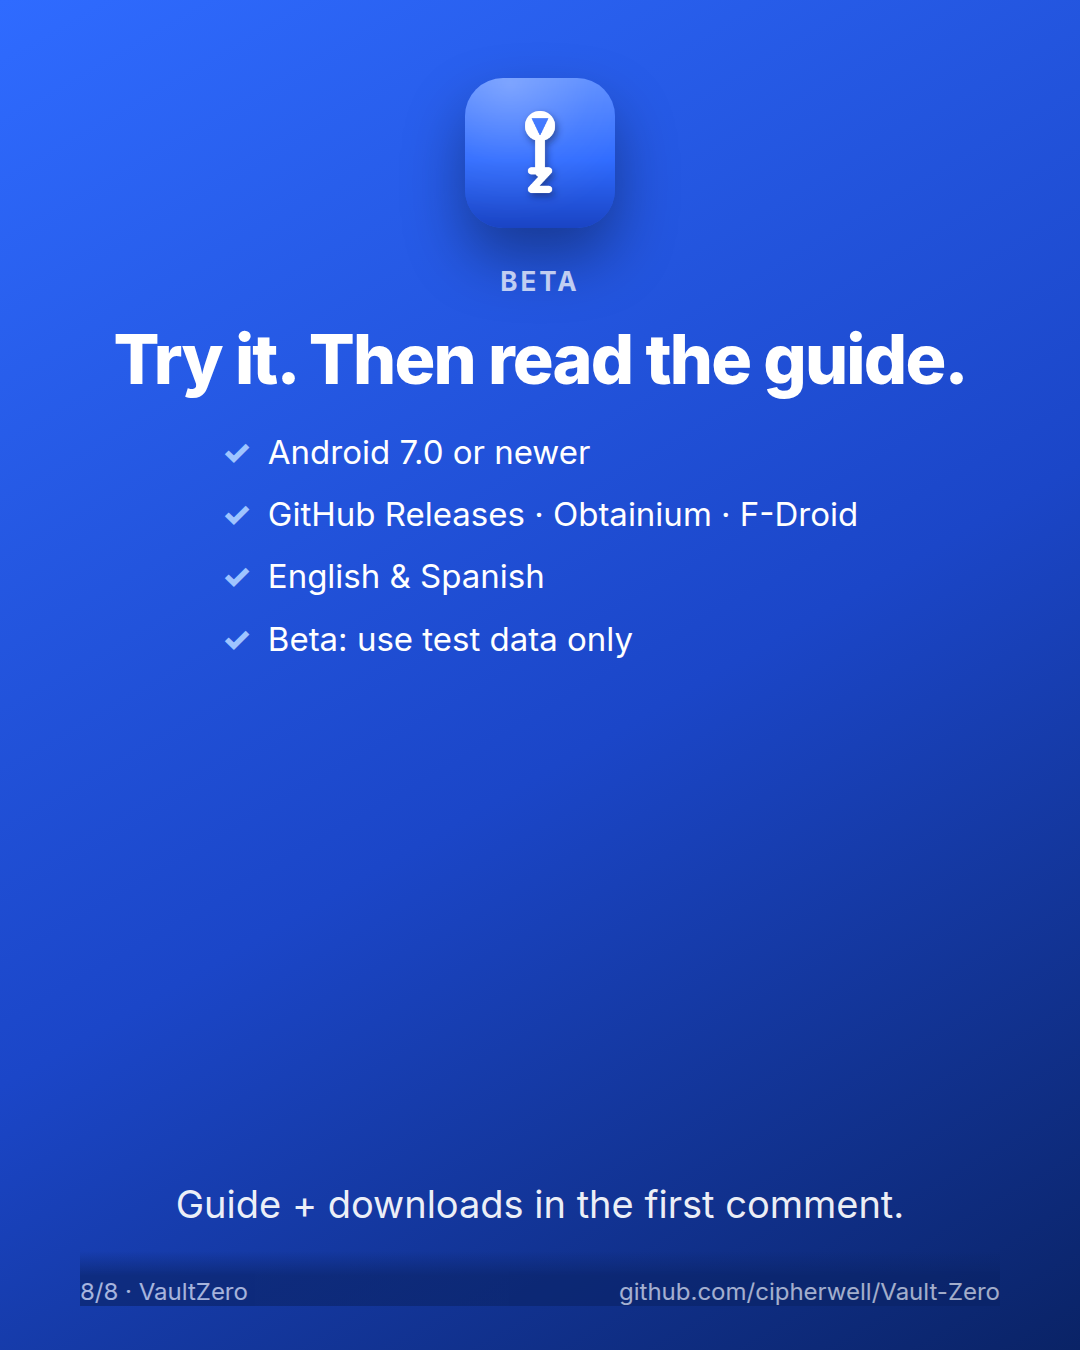 BETA
Try it. Then read the guide.
Android 7.0 or newer
GitHub Releases · Obtainium · F-Droid
English & Spanish
Beta: use test data only
Guide + downloads in the first comment.
8/8 · VaultZero
github.com/cipherwell/Vault-Zero